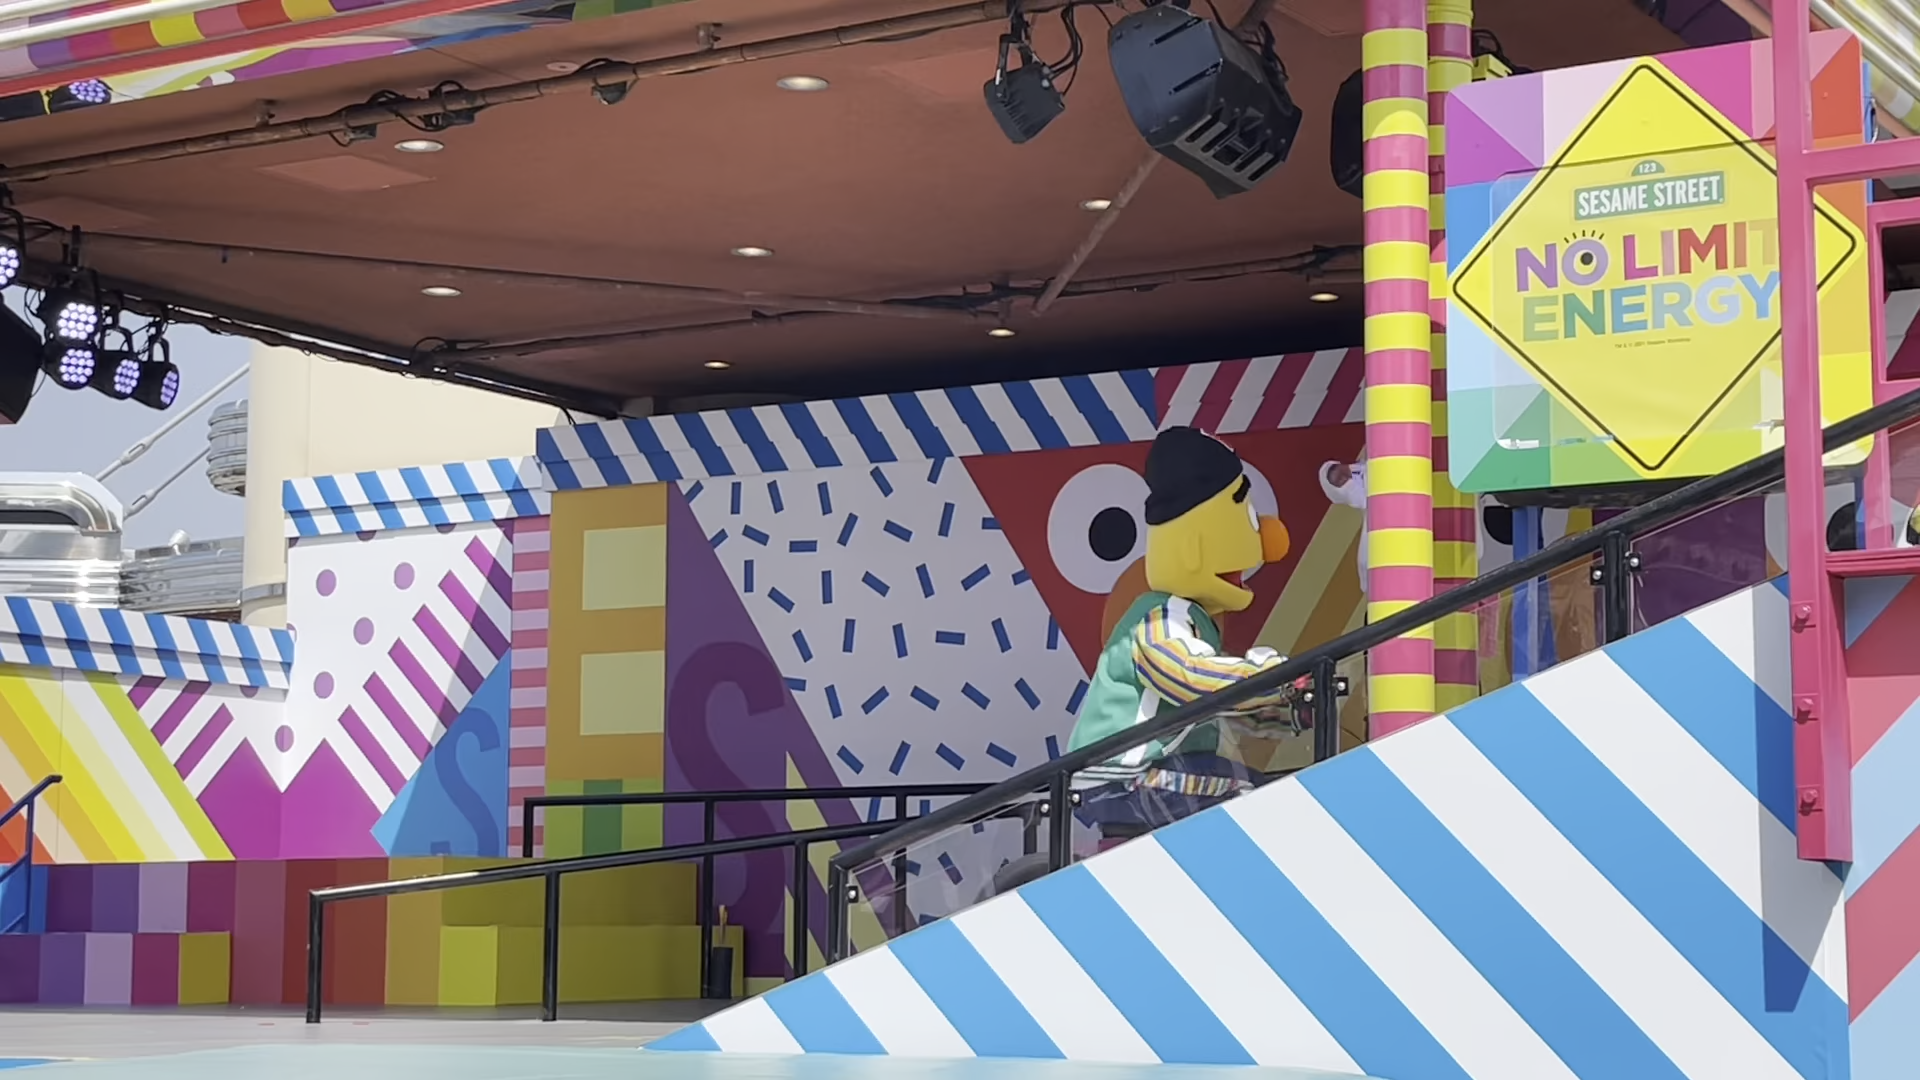 123
SESAME STREET
NO LIMIT
ENERGY
S
S